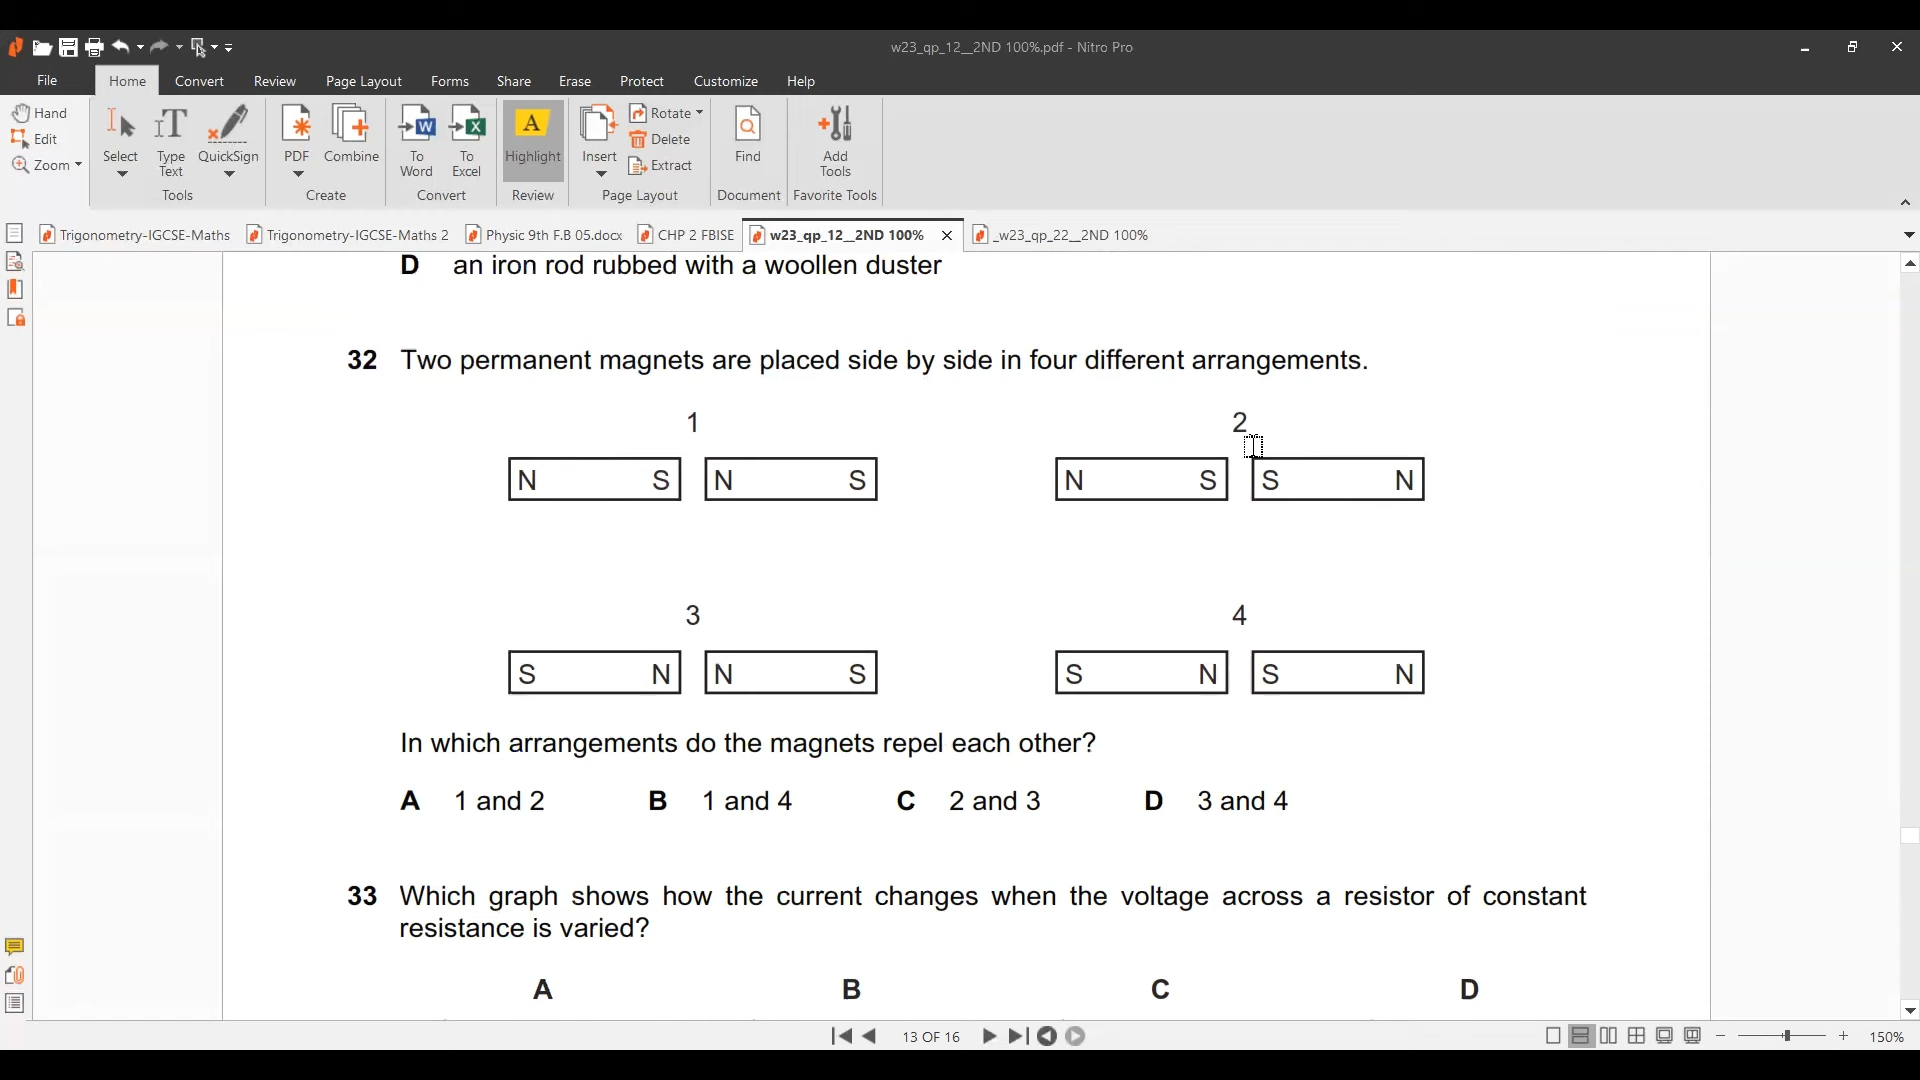 w23_qp_12__2ND 100%.pdf - Nitro Pro
File Home Convert Review Page Layout Forms Share Erase Protect Customize Help
Hand
Edit
Zoom
Select
Type Text
QuickSign
Tools
PDF
Combine
Create
To Word
To Excel
Convert
Highlight
Review
Insert
Rotate
Delete
Extract
Page Layout
Find
Document
Add Tools
Favorite Tools
Trigonometry-IGCSE-Maths Trigonometry-IGCSE-Maths 2 Physic 9th F.B 05.docx CHP 2 FBISE w23_qp_12__2ND 100% _w23_qp_22__2ND 100%
D an iron rod rubbed with a woollen duster
32 Two permanent magnets are placed side by side in four different arrangements.
1 2
N S N S N S S N
3 4
S N N S S N S N
In which arrangements do the magnets repel each other?
A 1 and 2 B 1 and 4 C 2 and 3 D 3 and 4
33 Which graph shows how the current changes when the voltage across a resistor of constant
resistance is varied?
A B C D
13 OF 16
150%